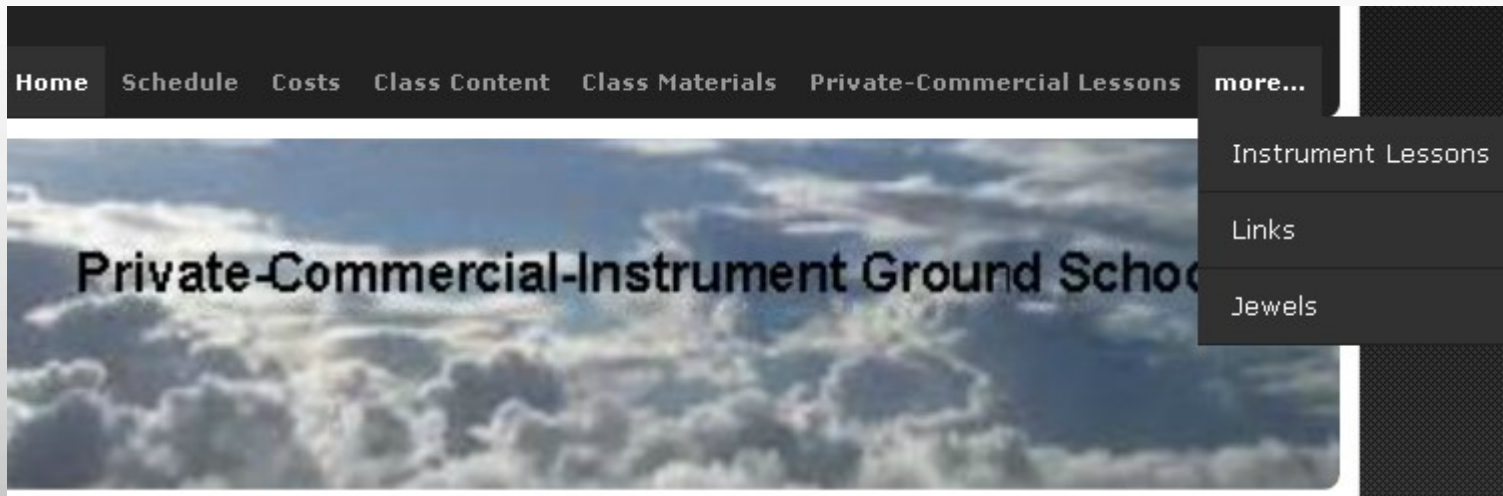 Home Schedule Costs Class Content Class Materials Private-Commercial Lessons more...
Instrument Lessons
Links
Jewels
Private-Commercial-Instrument Ground